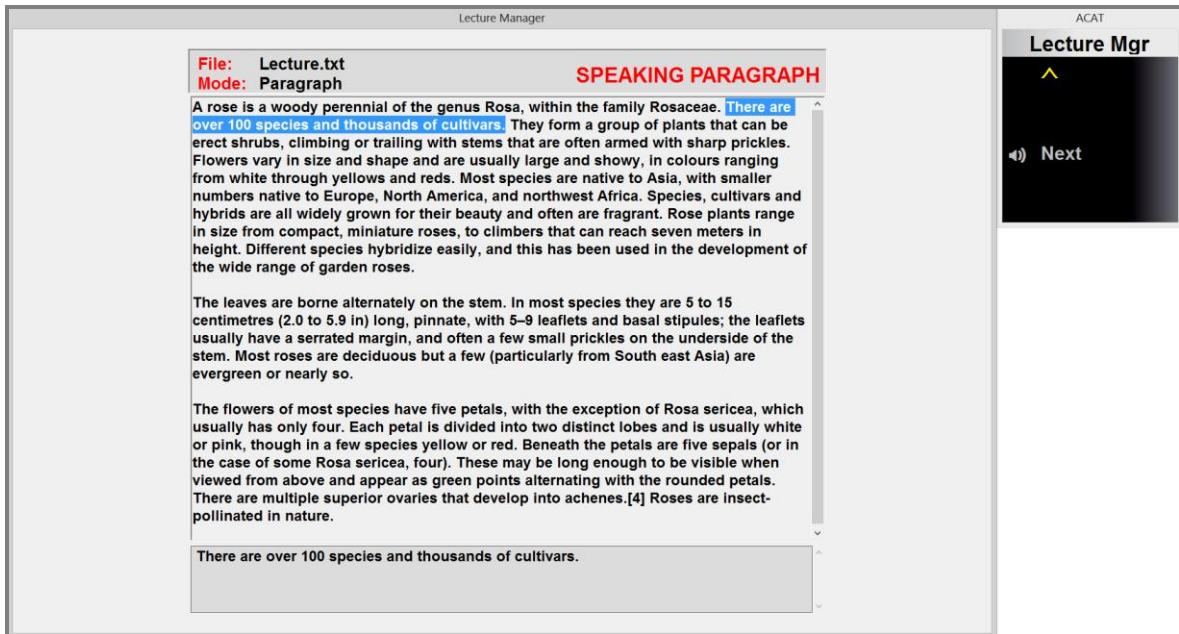 Lecture Manager
ACAT
Lecture Mgr
Next
File: Lecture.txt
Mode: Paragraph
SPEAKING PARAGRAPH
A rose is a woody perennial of the genus Rosa, within the family Rosaceae. There are
over 100 species and thousands of cultivars. They form a group of plants that can be
erect shrubs, climbing or trailing with stems that are often armed with sharp prickles.
Flowers vary in size and shape and are usually large and showy, in colours ranging
from white through yellows and reds. Most species are native to Asia, with smaller
numbers native to Europe, North America, and northwest Africa. Species, cultivars and
hybrids are all widely grown for their beauty and often are fragrant. Rose plants range
in size from compact, miniature roses, to climbers that can reach seven meters in
height. Different species hybridize easily, and this has been used in the development of
the wide range of garden roses.
The leaves are borne alternately on the stem. In most species they are 5 to 15
centimetres (2.0 to 5.9 in) long, pinnate, with 5–9 leaflets and basal stipules; the leaflets
usually have a serrated margin, and often a few small prickles on the underside of the
stem. Most roses are deciduous but a few (particularly from South east Asia) are
evergreen or nearly so.
The flowers of most species have five petals, with the exception of Rosa sericea, which
usually has only four. Each petal is divided into two distinct lobes and is usually white
or pink, though in a few species yellow or red. Beneath the petals are five sepals (or in
the case of some Rosa sericea, four). These may be long enough to be visible when
viewed from above and appear as green points alternating with the rounded petals.
There are multiple superior ovaries that develop into achenes.[4] Roses are insect-
pollinated in nature.
There are over 100 species and thousands of cultivars.